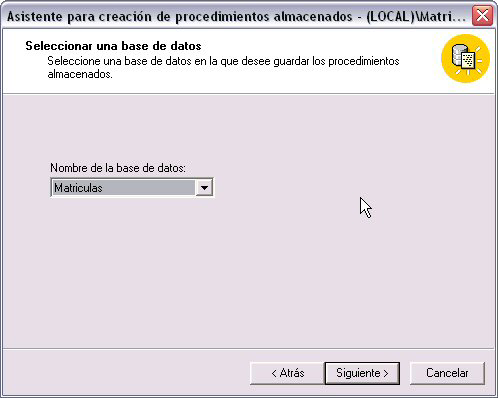 Asistente para creación de procedimientos almacenados - (LOCAL)\Matri...
Seleccionar una base de datos
Seleccione una base de datos en la que desee guardar los procedimientos
almacenados.
Nombre de la base de datos:
Matriculas
< Atrás
Siguiente >
Cancelar